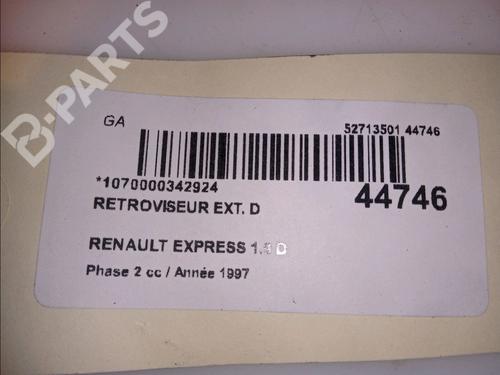 B-PARTS
GA
52713501 44746
*1070000342924
44746
RETROVISEUR EXT. D
RENAULT EXPRESS D
Phase 2 cc / Année 1997